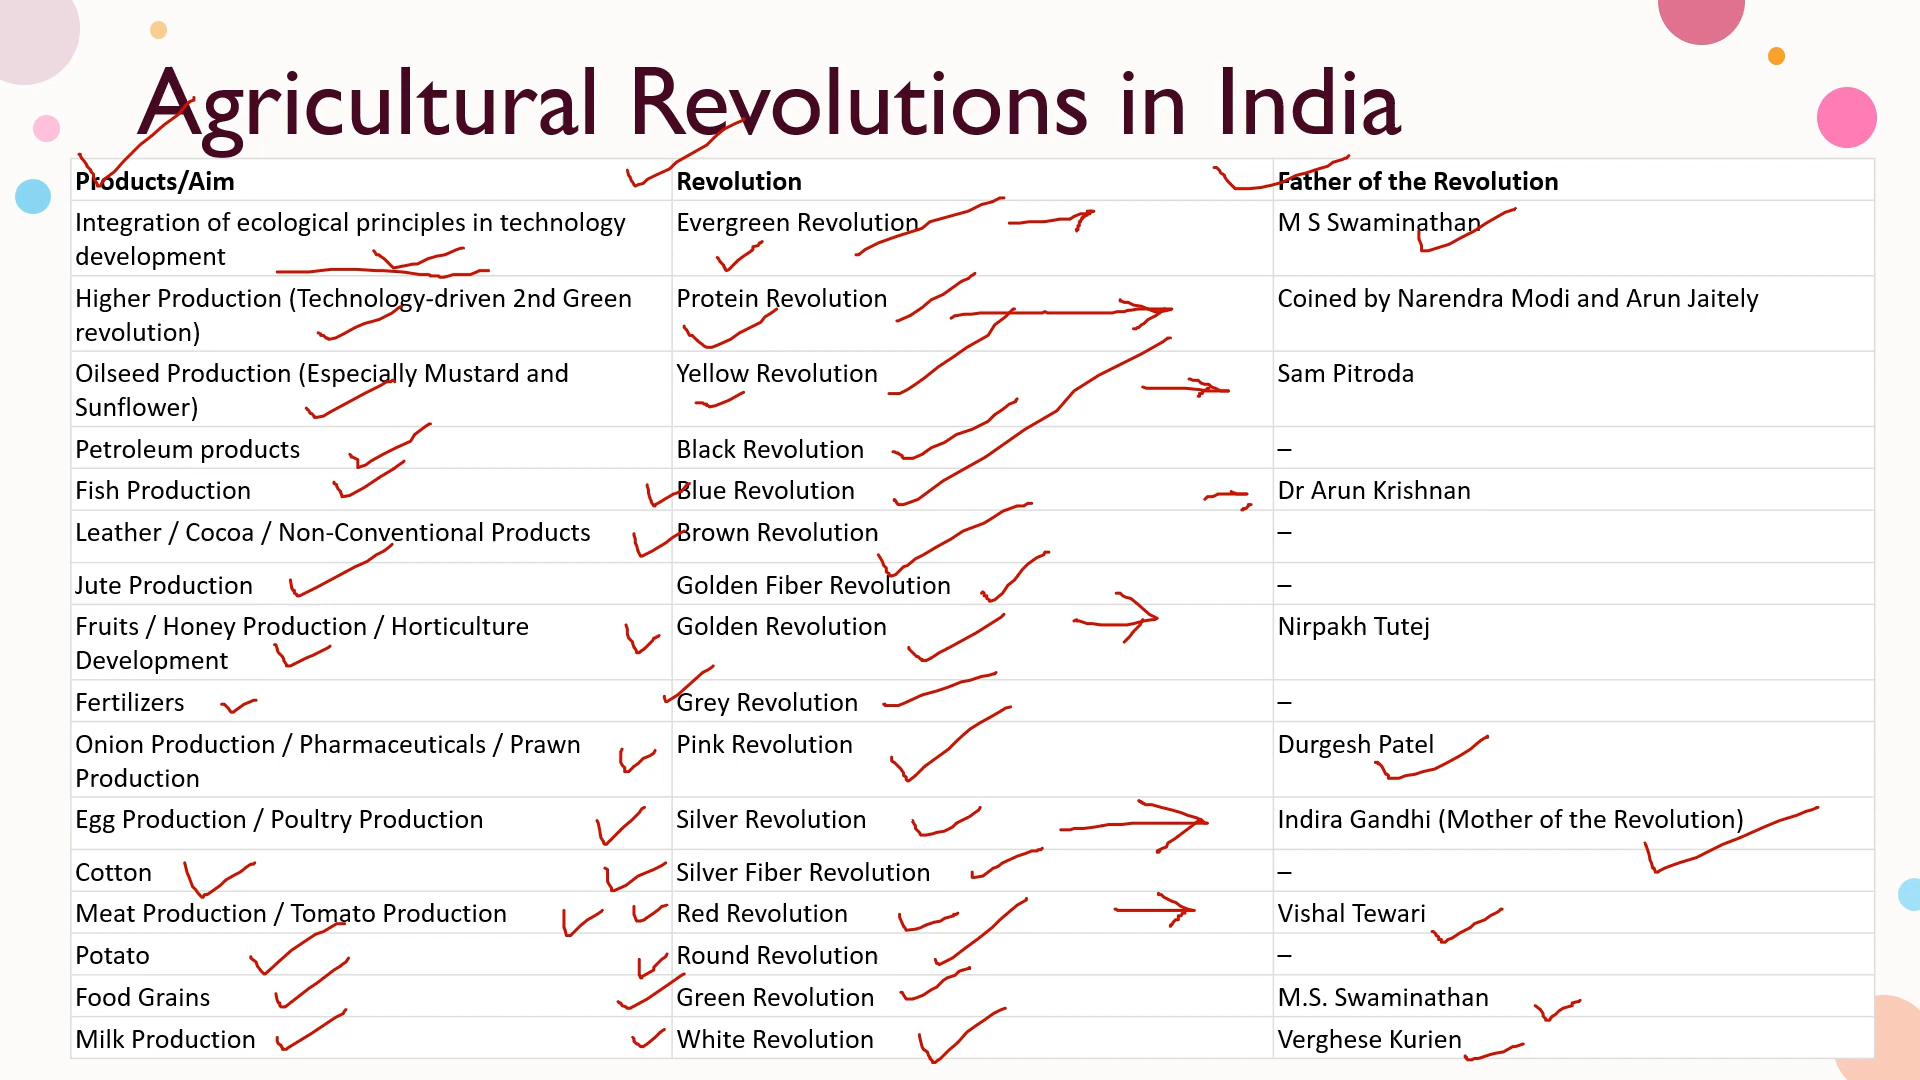 Agricultural Revolutions in India
Products/Aim Revolution Father of the Revolution
Integration of ecological principles in technology Evergreen Revolution M S Swaminathan
development
Higher Production (Technology-driven 2nd Green Protein Revolution Coined by Narendra Modi and Arun Jaitely
revolution)
Oilseed Production (Especially Mustard and Yellow Revolution Sam Pitroda
Sunflower)
Petroleum products Black Revolution –
Fish Production Blue Revolution Dr Arun Krishnan
Leather / Cocoa / Non-Conventional Products Brown Revolution –
Jute Production Golden Fiber Revolution –
Fruits / Honey Production / Horticulture Golden Revolution Nirpakh Tutej
Development
Fertilizers Grey Revolution –
Onion Production / Pharmaceuticals / Prawn Pink Revolution Durgesh Patel
Production
Egg Production / Poultry Production Silver Revolution Indira Gandhi (Mother of the Revolution)
Cotton Silver Fiber Revolution –
Meat Production / Tomato Production Red Revolution Vishal Tewari
Potato Round Revolution –
Food Grains Green Revolution M.S. Swaminathan
Milk Production White Revolution Verghese Kurien